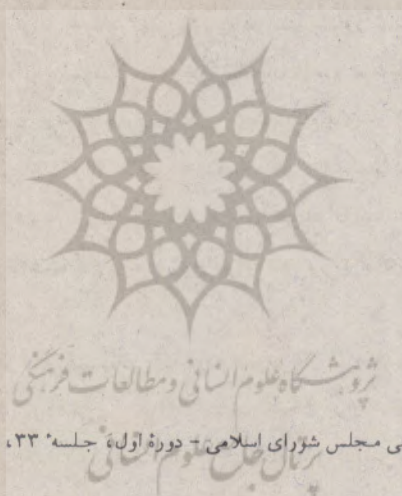 پژوهشگاه علوم انسانی و مطالعات فرهنگی
ی مجلس شورای اسلامی - دورهٔ اول، جلسهٔ ۳۳،
پرتال جامع علوم انسانی